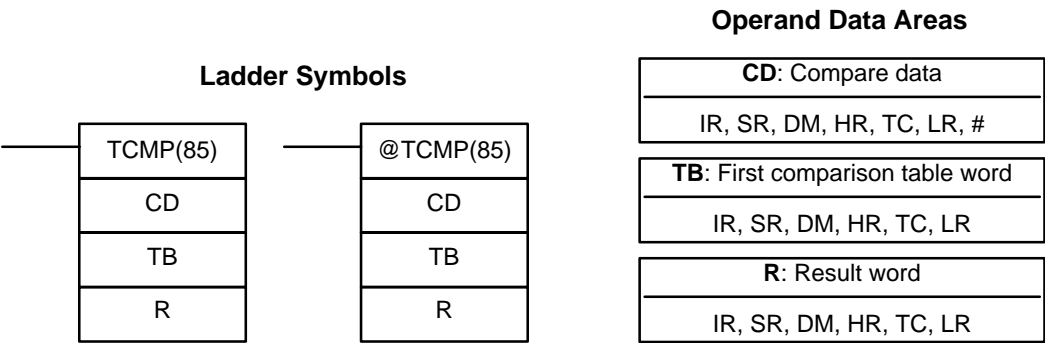 Operand Data Areas
Ladder Symbols
TCMP(85)
CD
TB
R
@TCMP(85)
CD
TB
R
CD: Compare data
IR, SR, DM, HR, TC, LR, #
TB: First comparison table word
IR, SR, DM, HR, TC, LR
R: Result word
IR, SR, DM, HR, TC, LR